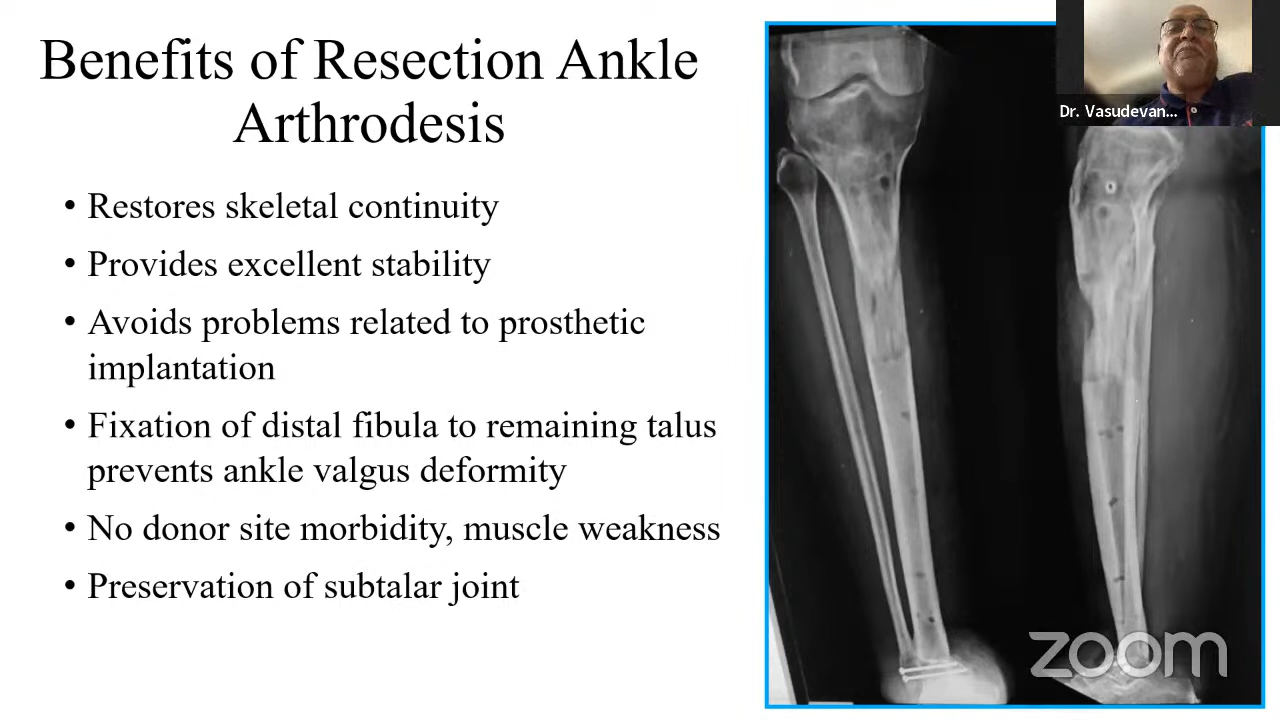 Benefits of Resection Ankle
Arthrodesis
• Restores skeletal continuity
• Provides excellent stability
• Avoids problems related to prosthetic
implantation
• Fixation of distal fibula to remaining talus
prevents ankle valgus deformity
• No donor site morbidity, muscle weakness
• Preservation of subtalar joint
Dr. Vasudevan...
zoom